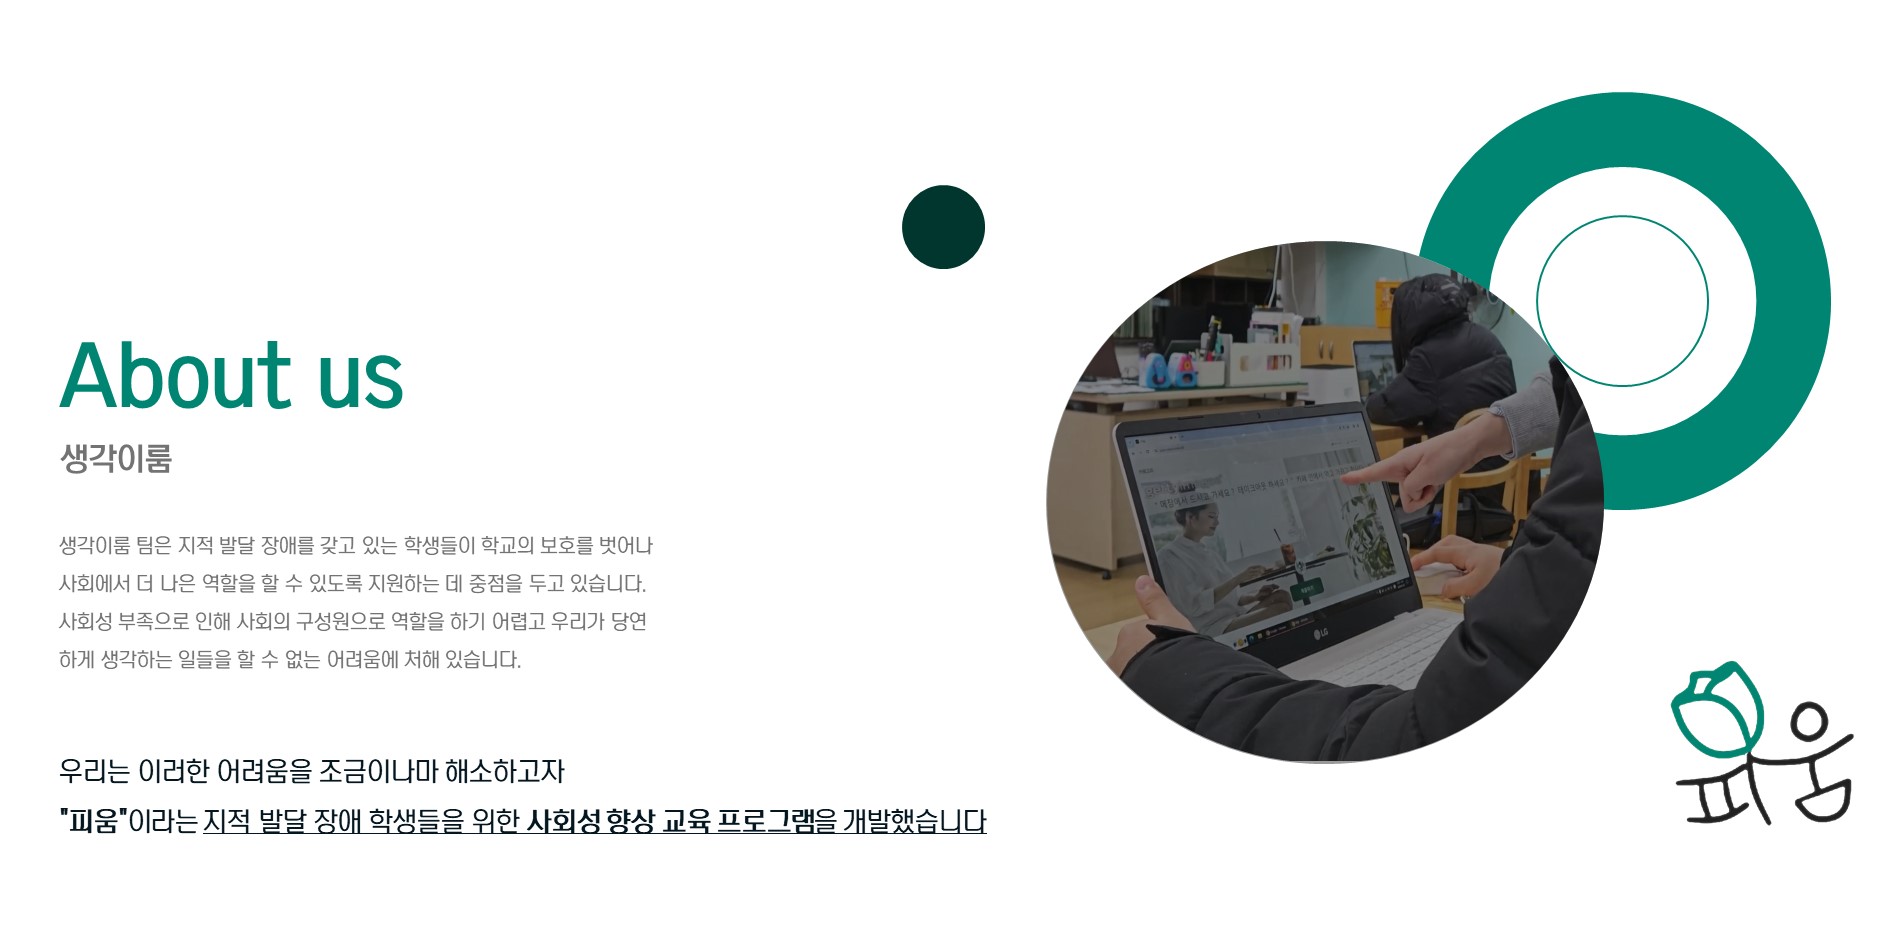 About us
생각이룸
생각이룸 팀은 지적 발달 장애를 갖고 있는 학생들이 학교의 보호를 벗어나
사회에서 더 나은 역할을 할 수 있도록 지원하는 데 중점을 두고 있습니다.
사회성 부족으로 인해 사회의 구성원으로 역할을 하기 어렵고 우리가 당연
하게 생각하는 일들을 할 수 없는 어려움에 처해 있습니다.
우리는 이러한 어려움을 조금이나마 해소하고자
"피움"이라는 지적 발달 장애 학생들을 위한 사회성 향상 교육 프로그램을 개발했습니다
LG
피움